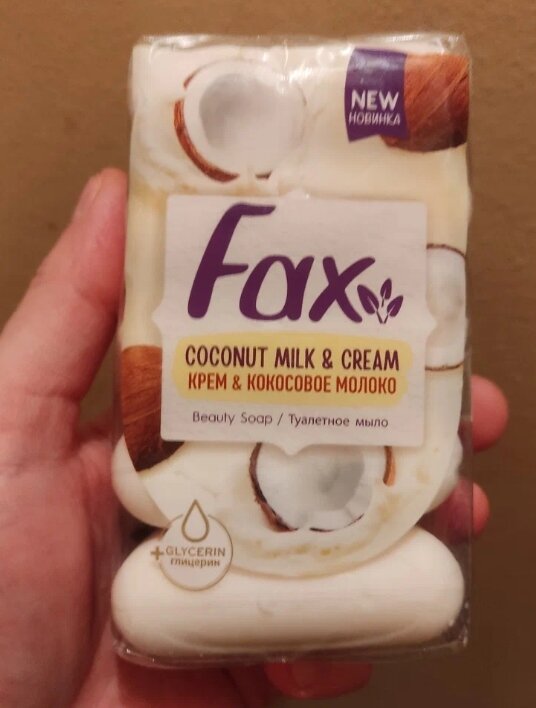 NEW
НОВИНКА
Fax
COCONUT MILK & CREAM
КРЕМ & КОКОСОВОЕ МОЛОКО
Beauty Soap / Туалетное мыло
+GLYCERIN
глицерин